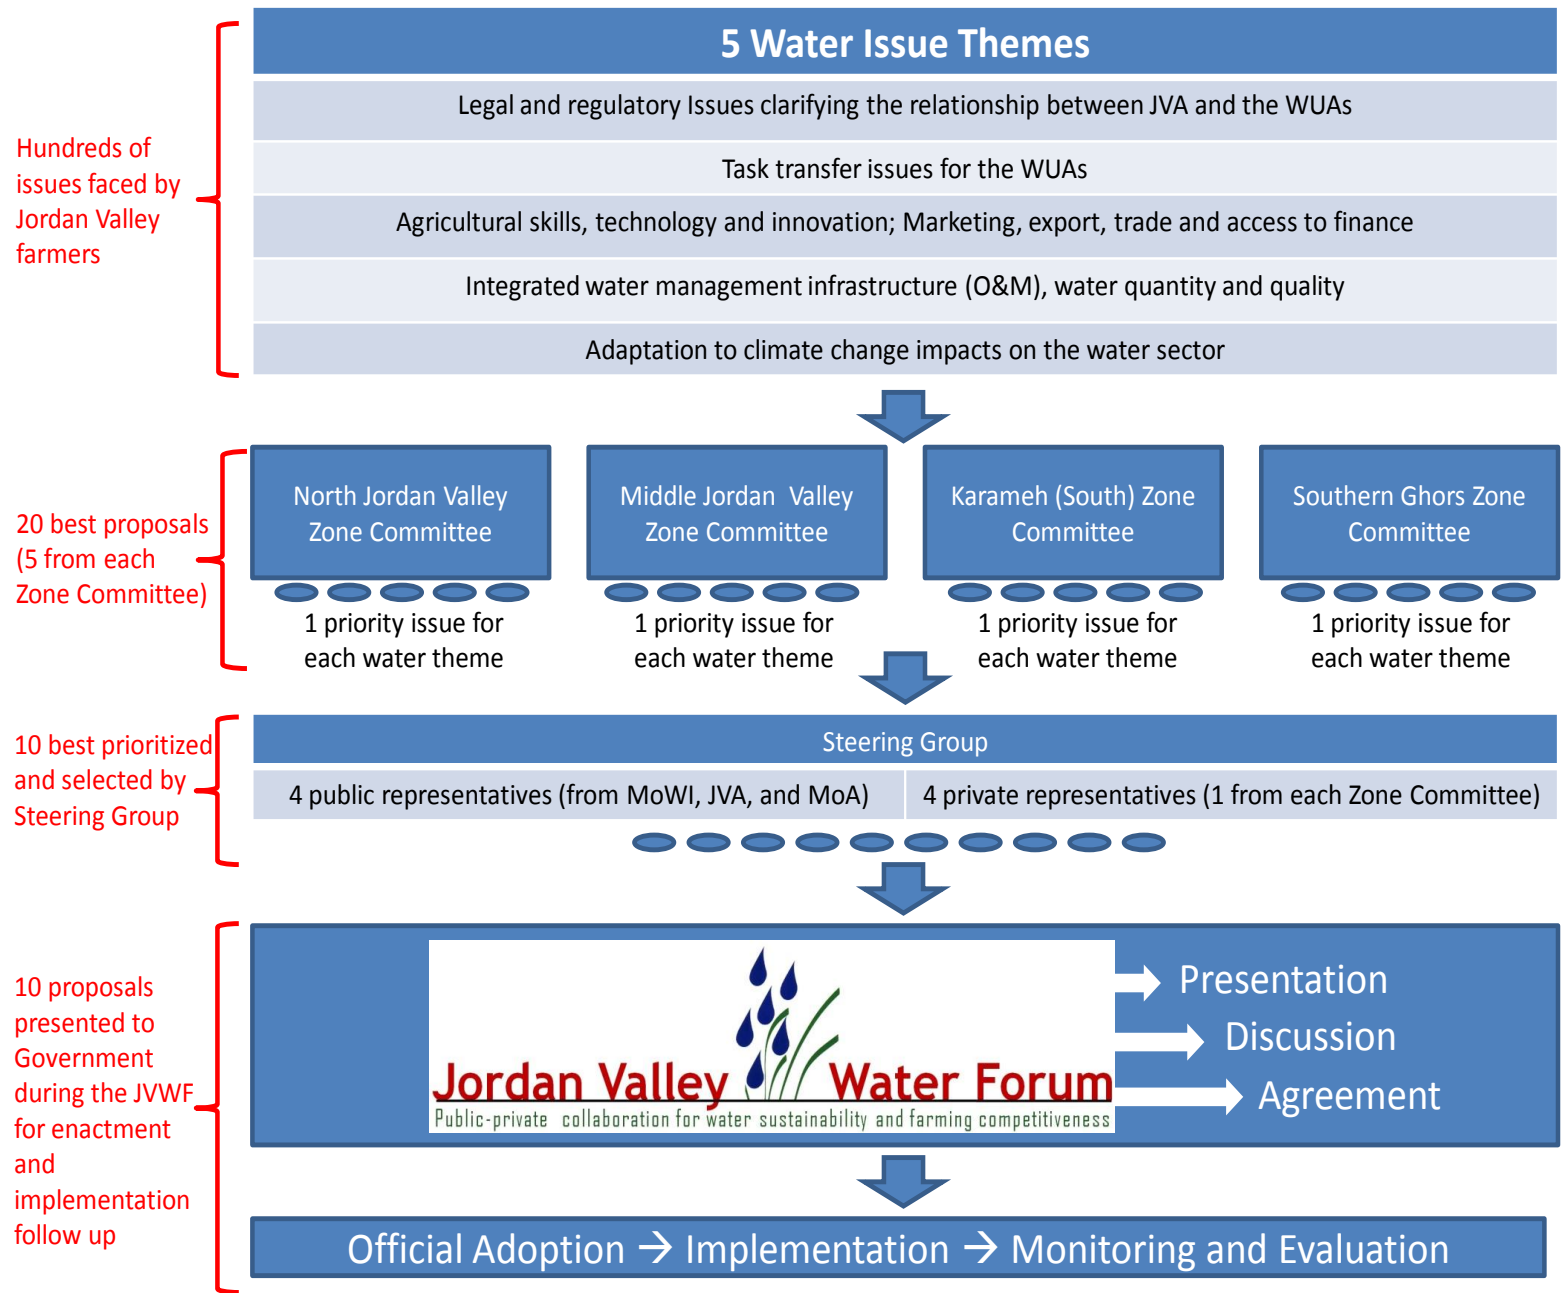 5 Water Issue Themes
Legal and regulatory Issues clarifying the relationship between JVA and the WUAs
Task transfer issues for the WUAs
Agricultural skills, technology and innovation; Marketing, export, trade and access to finance
Integrated water management infrastructure (O&M), water quantity and quality
Adaptation to climate change impacts on the water sector
Hundreds of
issues faced by
Jordan Valley
farmers
20 best proposals
(5 from each
Zone Committee)
North Jordan Valley
Zone Committee
1 priority issue for
each water theme
Middle Jordan Valley
Zone Committee
1 priority issue for
each water theme
Karameh (South) Zone
Committee
1 priority issue for
each water theme
Southern Ghors Zone
Committee
1 priority issue for
each water theme
10 best prioritized
and selected by
Steering Group
Steering Group
4 public representatives (from MoWI, JVA, and MoA)
4 private representatives (1 from each Zone Committee)
10 proposals
presented to
Government
during the JVWF
for enactment
and
implementation
follow up
Jordan Valley Water Forum
Public-private collaboration for water sustainability and farming competitiveness
Presentation
Discussion
Agreement
Official Adoption → Implementation → Monitoring and Evaluation